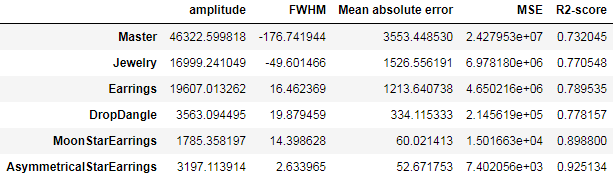 amplitude FWHM Mean absolute error MSE R2-score
Master 46322.599818 -176.741944 3553.448530 2.427953e+07 0.732045
Jewelry 16999.241049 -49.601466 1526.556191 6.978180e+06 0.770548
Earrings 19607.013262 16.462369 1213.640738 4.650216e+06 0.789535
DropDangle 3563.094495 19.879459 334.115333 2.145619e+05 0.778157
MoonStarEarrings 1785.358197 14.398628 60.021413 1.501663e+04 0.898800
AsymmetricalStarEarrings 3197.113914 2.633965 52.671753 7.402056e+03 0.925134